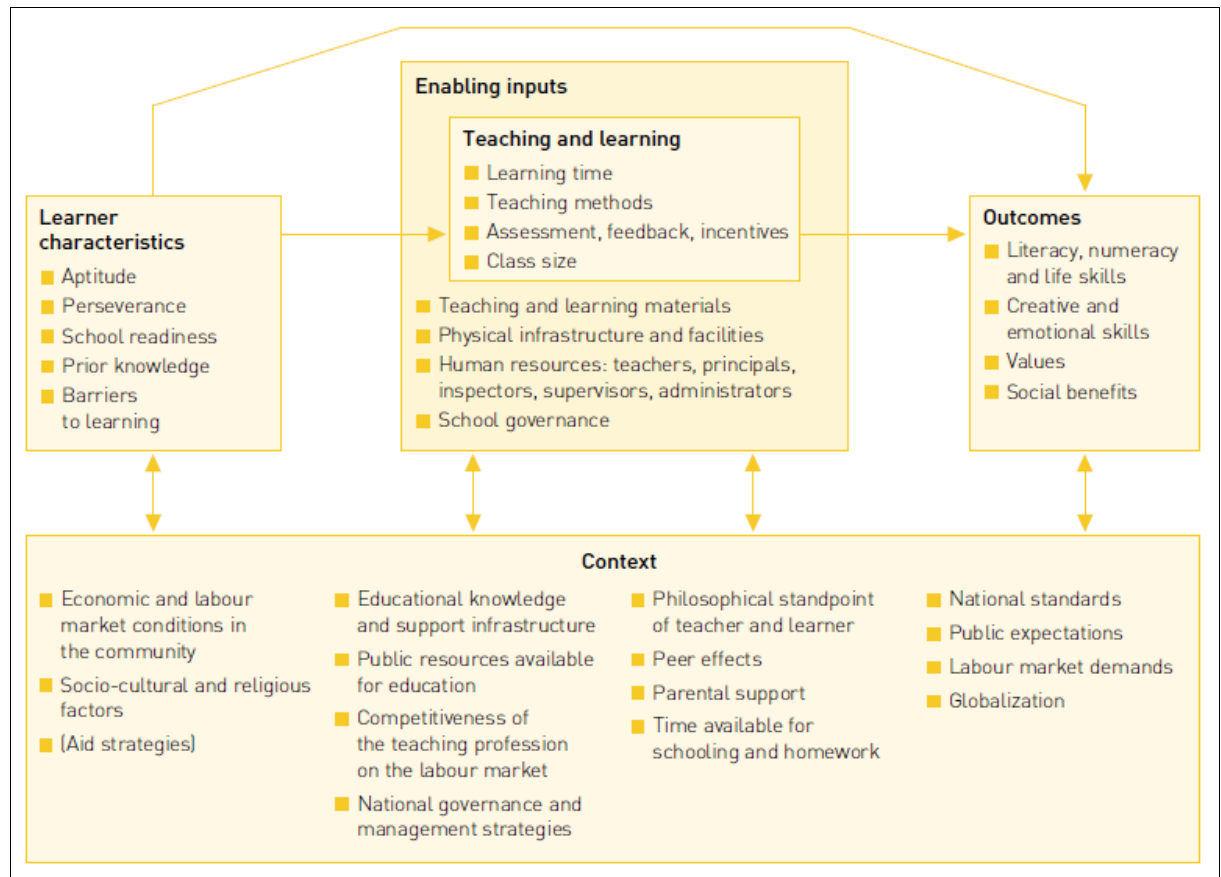 Enabling inputs
Teaching and learning
Learning time
Teaching methods
Assessment, feedback, incentives
Class size
Teaching and learning materials
Physical infrastructure and facilities
Human resources: teachers, principals,
inspectors, supervisors, administrators
School governance
Learner
characteristics
Aptitude
Perseverance
School readiness
Prior knowledge
Barriers
to learning
Outcomes
Literacy, numeracy
and life skills
Creative and
emotional skills
Values
Social benefits
Context
Economic and labour
market conditions in
the community
Socio-cultural and religious
factors
(Aid strategies)
Educational knowledge
and support infrastructure
Public resources available
for education
Competitiveness of
the teaching profession
on the labour market
National governance and
management strategies
Philosophical standpoint
of teacher and learner
Peer effects
Parental support
Time available for
schooling and homework
National standards
Public expectations
Labour market demands
Globalization